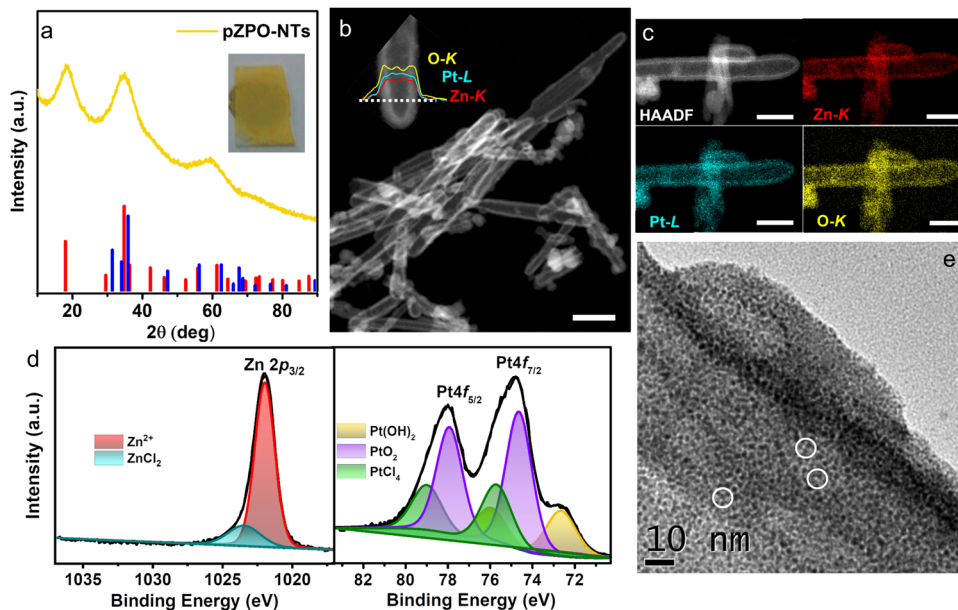 a
pZPO-NTs
Intensity (a.u.)
20 40 60 80
2θ (deg)
b
O-K
Pt-L
Zn-K
c
HAADF
Zn-K
Pt-L
O-K
d
Zn 2p3/2
Zn2+
ZnCl2
Intensity (a.u.)
1035 1030 1025 1020
Binding Energy (eV)
Pt4f7/2
Pt4f5/2
Pt(OH)2
PtO2
PtCl4
82 80 78 76 74 72
Binding Energy (eV)
e
10 nm